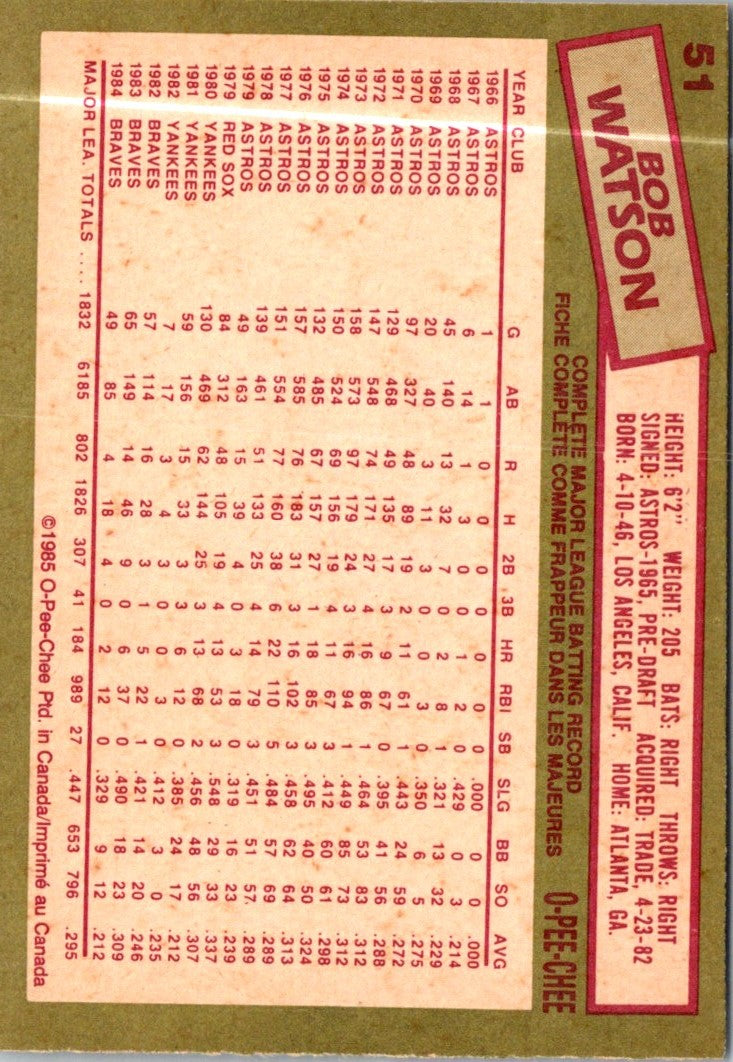 51
BOB
WATSON
HEIGHT: 6'2" WEIGHT: 205 BATS: RIGHT THROWS: RIGHT
SIGNED: ASTROS-1965, PRE-DRAFT ACQUIRED: TRADE, 4-23-82
BORN: 4-10-46, LOS ANGELES, CALIF. HOME: ATLANTA, GA.
COMPLETE MAJOR LEAGUE BATTING RECORD
FICHE COMPLÈTE COMME FRAPPEUR DANS LES MAJEURES
O-PEE-CHEE
YEAR CLUB G AB R H 2B 3B HR RBI SB SLG BB SO AVG
1966 ASTROS 1 1 0 0 0 0 0 0 0 .000 0 0 .000
1967 ASTROS 6 14 1 3 0 0 1 2 0 .429 0 3 .214
1968 ASTROS 45 140 13 32 7 0 2 8 1 .321 13 32 .229
1969 ASTROS 20 40 3 11 3 0 0 3 0 .350 6 5 .275
1970 ASTROS 97 327 48 89 19 2 11 61 1 .443 24 59 .272
1971 ASTROS 129 468 49 135 17 3 9 67 0 .395 41 56 .288
1972 ASTROS 147 548 74 171 27 4 16 86 1 .464 53 83 .312
1973 ASTROS 158 573 97 179 24 3 16 94 1 .449 85 73 .312
1974 ASTROS 150 524 69 156 19 4 11 67 3 .412 60 61 .298
1975 ASTROS 132 485 67 157 27 1 18 85 3 .495 40 50 .324
1976 ASTROS 157 585 76 183 31 3 16 102 3 .458 62 64 .313
1977 ASTROS 151 554 77 160 38 6 22 110 5 .484 57 69 .289
1978 ASTROS 139 461 51 133 25 4 14 79 3 .451 51 57 .289
1979 ASTROS 49 163 15 39 4 0 3 18 0 .319 16 23 .239
1979 RED SOX 84 312 48 105 19 4 13 53 3 .548 29 33 .337
1980 YANKEES 130 469 62 144 25 3 13 68 2 .456 48 56 .307
1981 YANKEES 59 156 15 33 3 3 6 12 0 .385 24 17 .212
1982 YANKEES 7 17 3 4 3 0 0 3 0 .412 3 0 .235
1982 BRAVES 57 114 16 28 3 1 5 22 1 .421 14 20 .246
1983 BRAVES 65 149 14 46 9 0 6 37 0 .490 18 23 .309
1984 BRAVES 49 85 4 18 4 0 2 12 0 .329 9 12 .212
MAJOR LEA. TOTALS .... 1832 6185 802 1826 307 41 184 989 27 .447 653 796 .295
©1985 O-Pee-Chee Ptd. in Canada/Imprimé au Canada